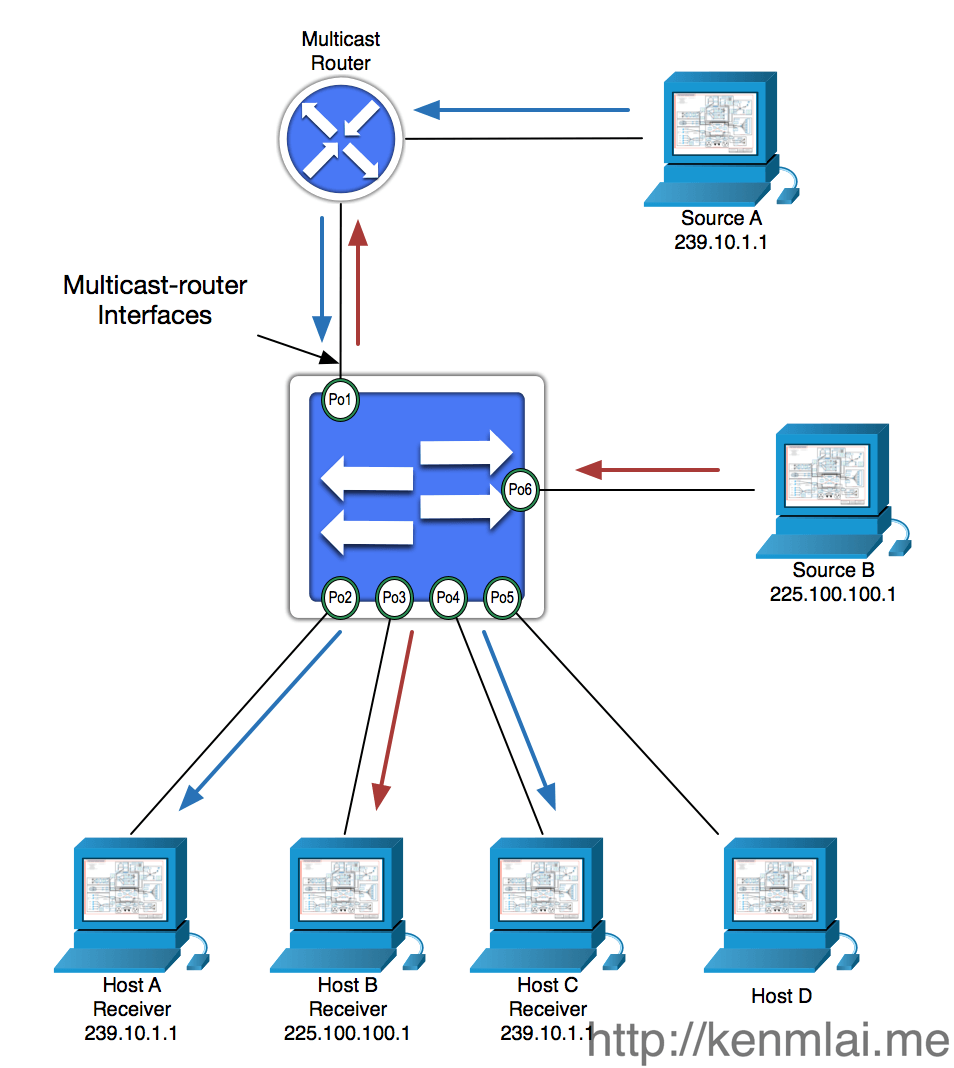 Multicast
Router
Source A
239.10.1.1
Multicast-router
Interfaces
Po1
Po6
Source B
225.100.100.1
Po2
Po3
Po4
Po5
Host A
Receiver
239.10.1.1
Host B
Receiver
225.100.100.1
Host C
Receiver
239.10.1.1
Host D
http://kenmlai.me